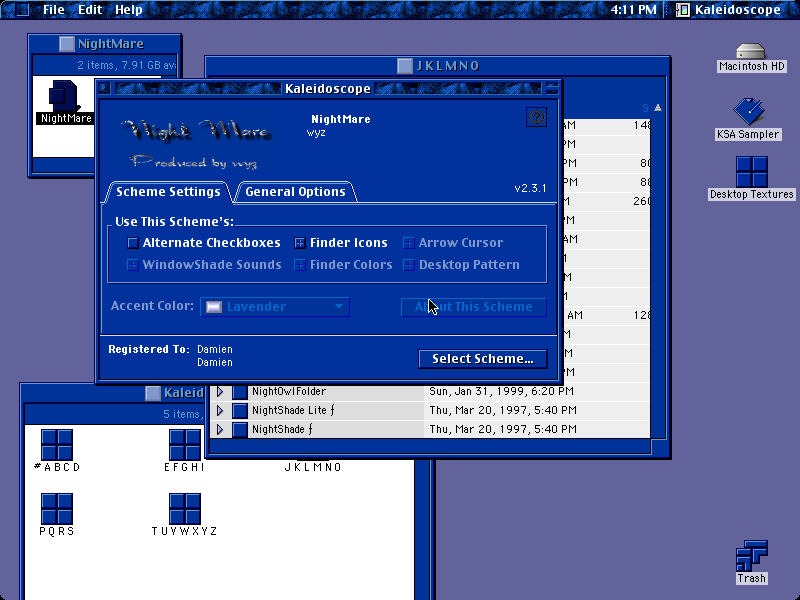 File Edit Help
4:11 PM Kaleidoscope
NightMare
2 items, 7.91 GB ava
NightMare
JKLMNO
S
AM 148
PM
PM 80
PM 88
PM 260
PM
AM
M
M
AM 128
M
M
PM
Kaleidoscope
Night Mare
Produced by wyz
NightMare
wyz
?
Scheme Settings
General Options
v2.3.1
Use This Scheme's:
Alternate Checkboxes
Finder Icons
Arrow Cursor
WindowShade Sounds
Finder Colors
Desktop Pattern
Accent Color:
Lavender
About This Scheme
Registered To: Damien
Damien
Select Scheme...
NightOwlFolder Sun, Jan 31, 1999, 6:20 PM
NightShade Lite ƒ Thu, Mar 20, 1997, 5:40 PM
NightShade ƒ Thu, Mar 20, 1997, 5:40 PM
Kaleid
5 items,
#ABCD
EFGHI
JKLMNO
PQRS
TUYWXYZ
Macintosh HD
KSA Sampler
Desktop Textures
Trash